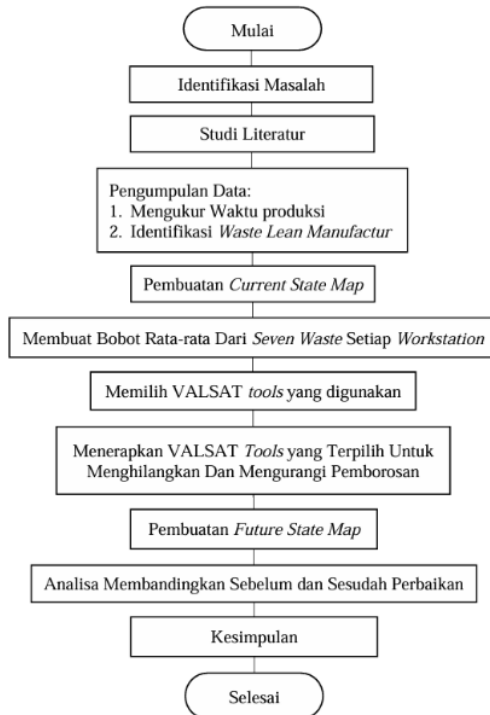 Mulai
Identifikasi Masalah
Studi Literatur
Pengumpulan Data:
1. Mengukur Waktu produksi
2. Identifikasi Waste Lean Manufactur
Pembuatan Current State Map
Membuat Bobot Rata-rata Dari Seven Waste Setiap Workstation
Memilih VALSAT tools yang digunakan
Menerapkan VALSAT Tools yang Terpilih Untuk
Menghilangkan Dan Mengurangi Pemborosan
Pembuatan Future State Map
Analisa Membandingkan Sebelum dan Sesudah Perbaikan
Kesimpulan
Selesai